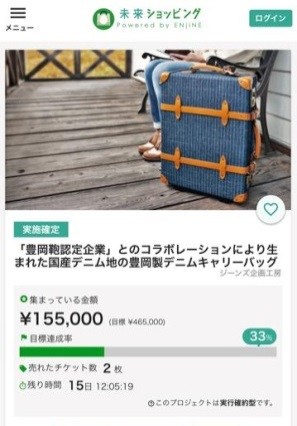 メニュー
未来ショッピング
Powered by ENjiNE
ログイン
実施確定
「豊岡鞄認定企業」とのコラボレーションにより生
まれた国産デニム地の豊岡製デニムキャリーバッグ
ジーンズ企画工房
集まっている金額
¥155,000 (目標 ¥465,000)
目標達成率
33%
売れたチケット数 2 枚
残り時間 15日 12:05:19
このプロジェクトは実行確約型です。